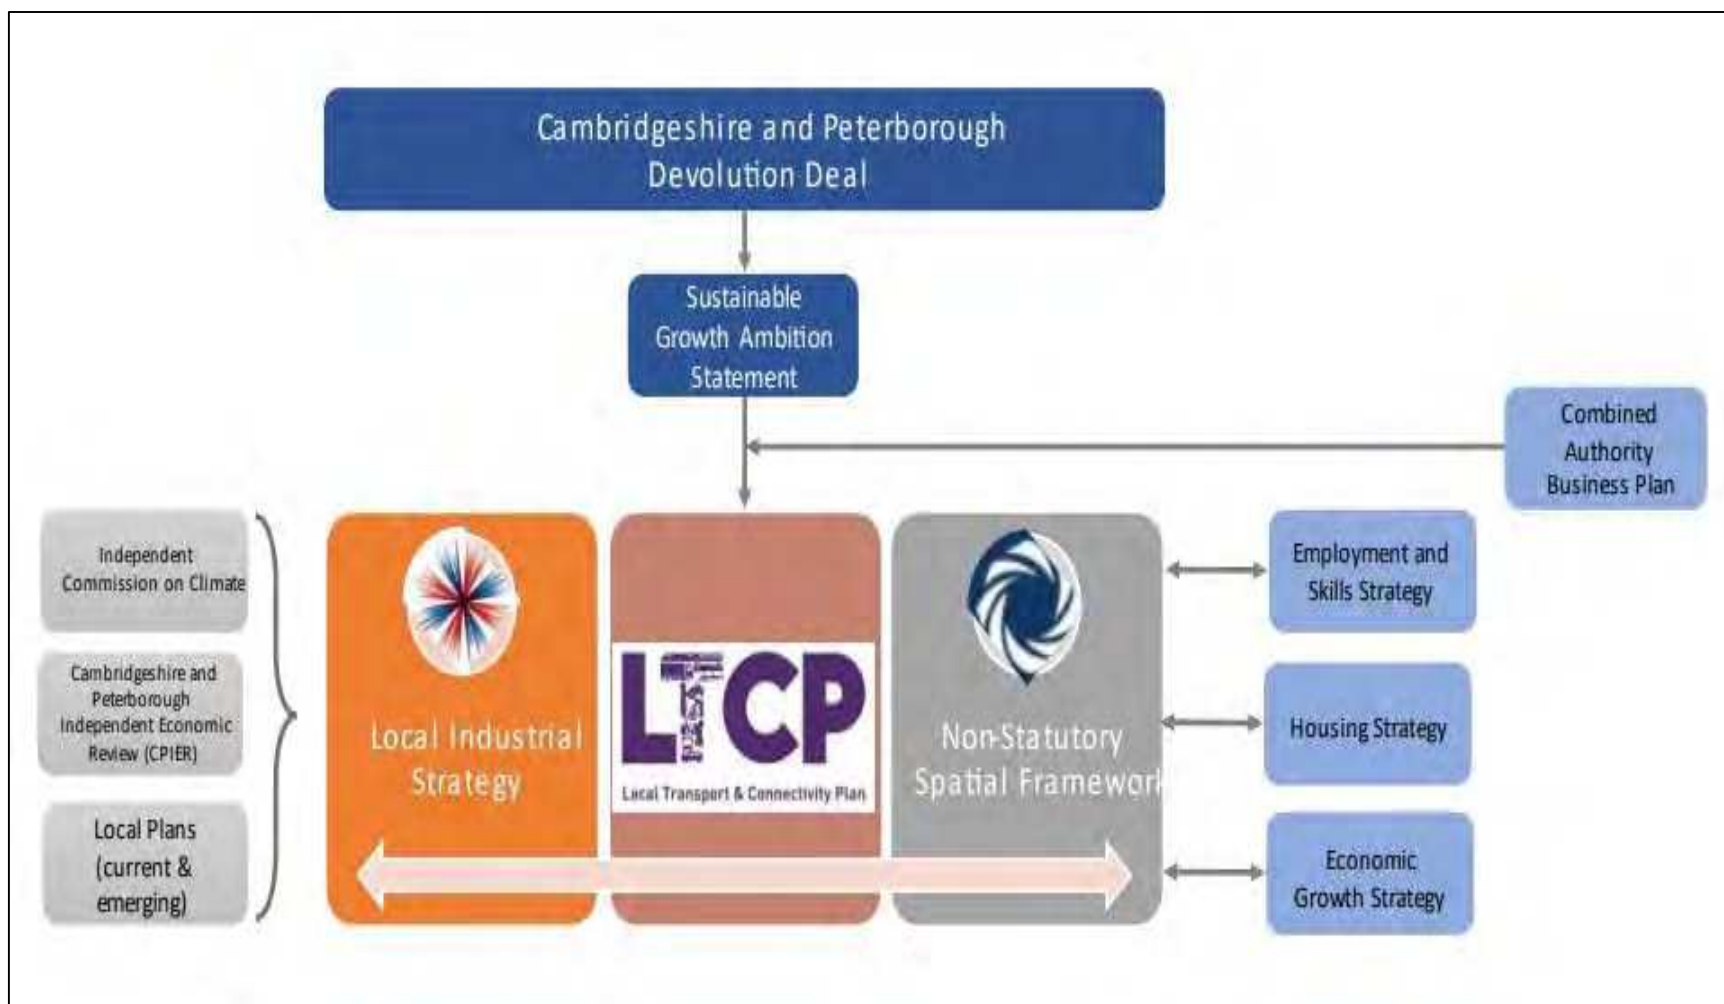 Cambridgeshire and Peterborough
Devolution Deal
Sustainable
Growth Ambition
Statement
Combined
Authority
Business Plan
Independent
Commission on Climate
Cambridgeshire and
Peterborough
Independent Economic
Review (CPIER)
Local Plans
(current &
emerging)
Local Industrial
Strategy
LTCP
Local Transport & Connectivity Plan
Non-Statutory
Spatial Framework
Employment and
Skills Strategy
Housing Strategy
Economic
Growth Strategy